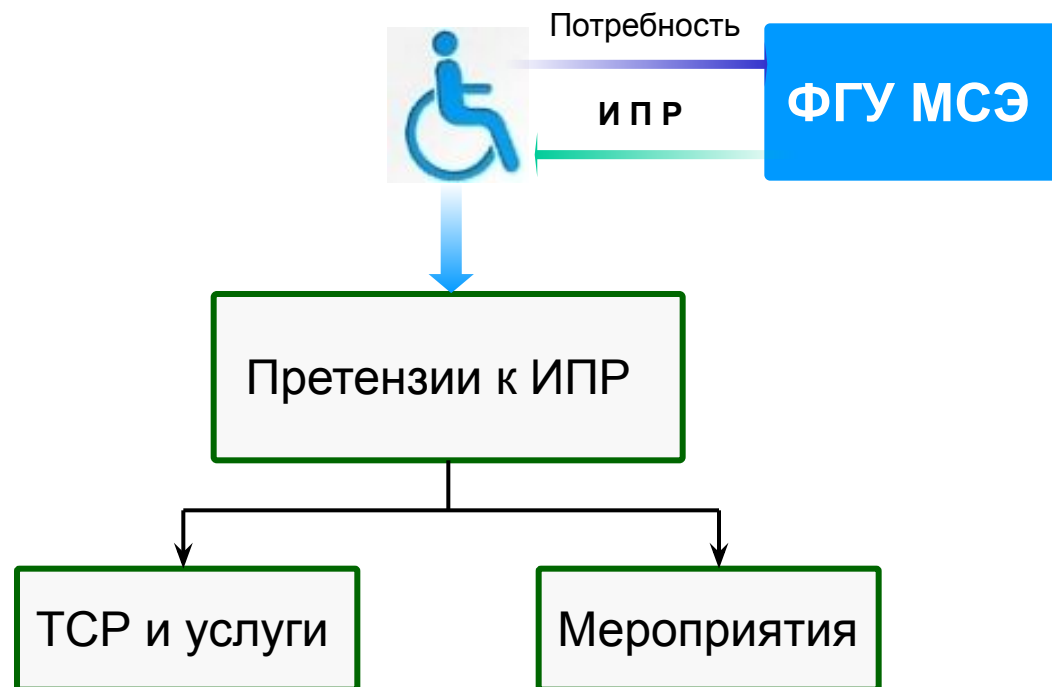 Потребность
ФГУ МСЭ
И П Р
Претензии к ИПР
ТСР и услуги
Мероприятия